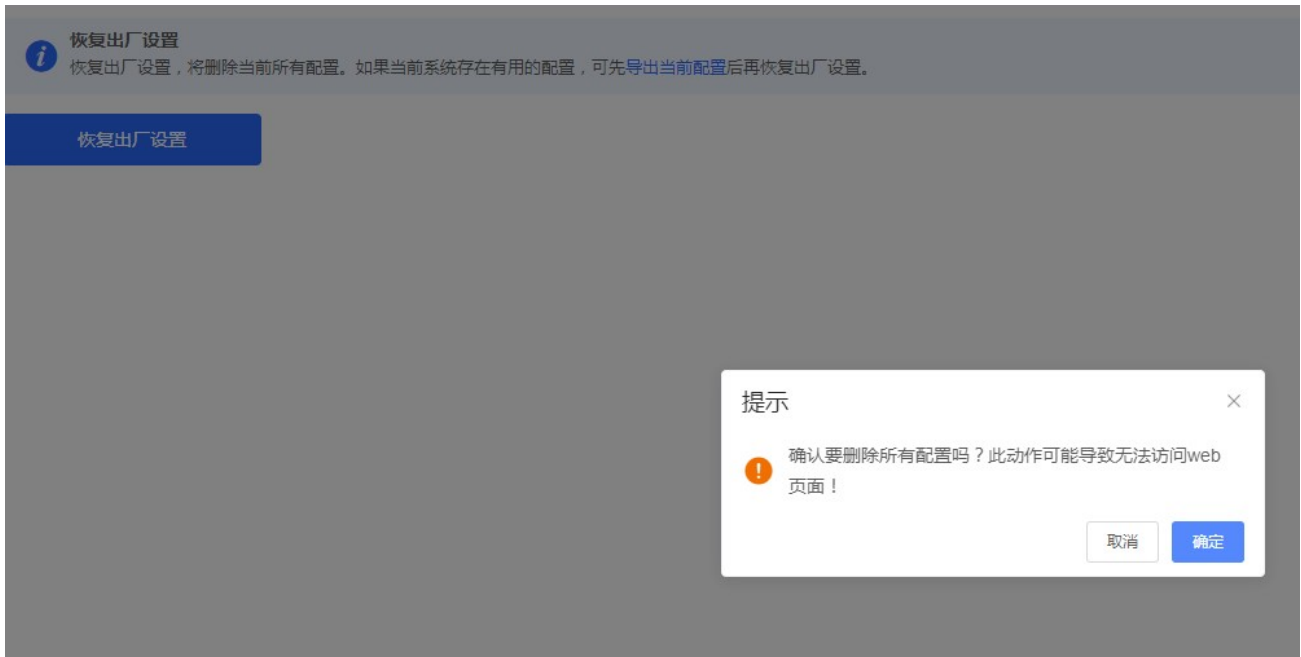 恢复出厂设置
恢复出厂设置，将删除当前所有配置。如果当前系统存在有用的配置，可先导出当前配置后再恢复出厂设置。
恢复出厂设置
提示
确认要删除所有配置吗？此动作可能导致无法访问web
页面！
取消
确定